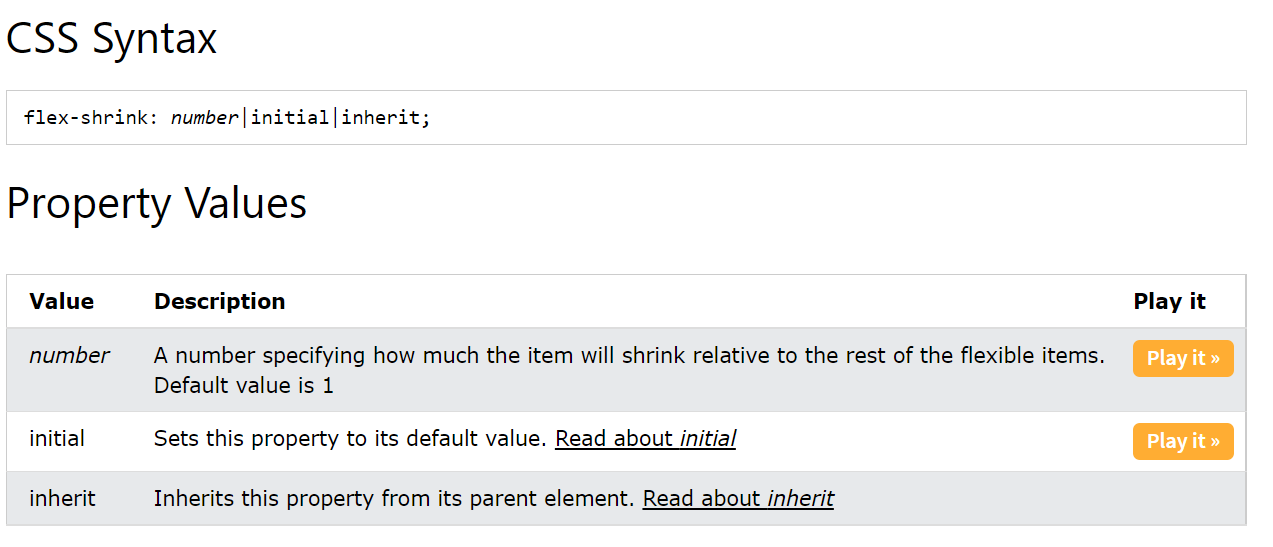 CSS Syntax
flex-shrink: number|initial|inherit;
Property Values
Value Description Play it
number A number specifying how much the item will shrink relative to the rest of the flexible items. Play it »
Default value is 1
initial Sets this property to its default value. Read about initial Play it »
inherit Inherits this property from its parent element. Read about inherit